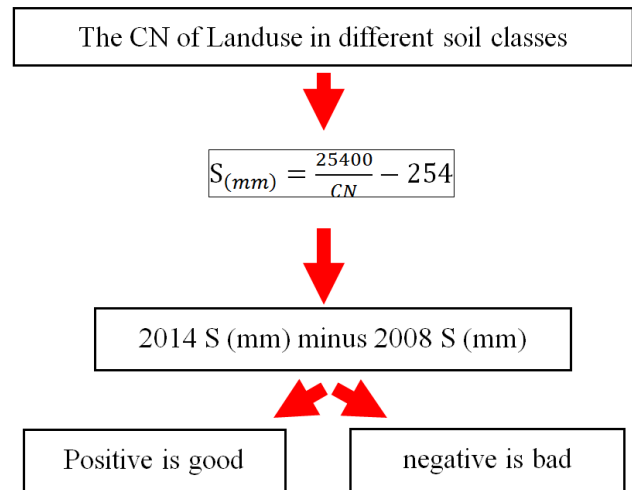 The CN of Landuse in different soil classes
S(mm) = 25400/CN − 254
2014 S (mm) minus 2008 S (mm)
Positive is good
negative is bad